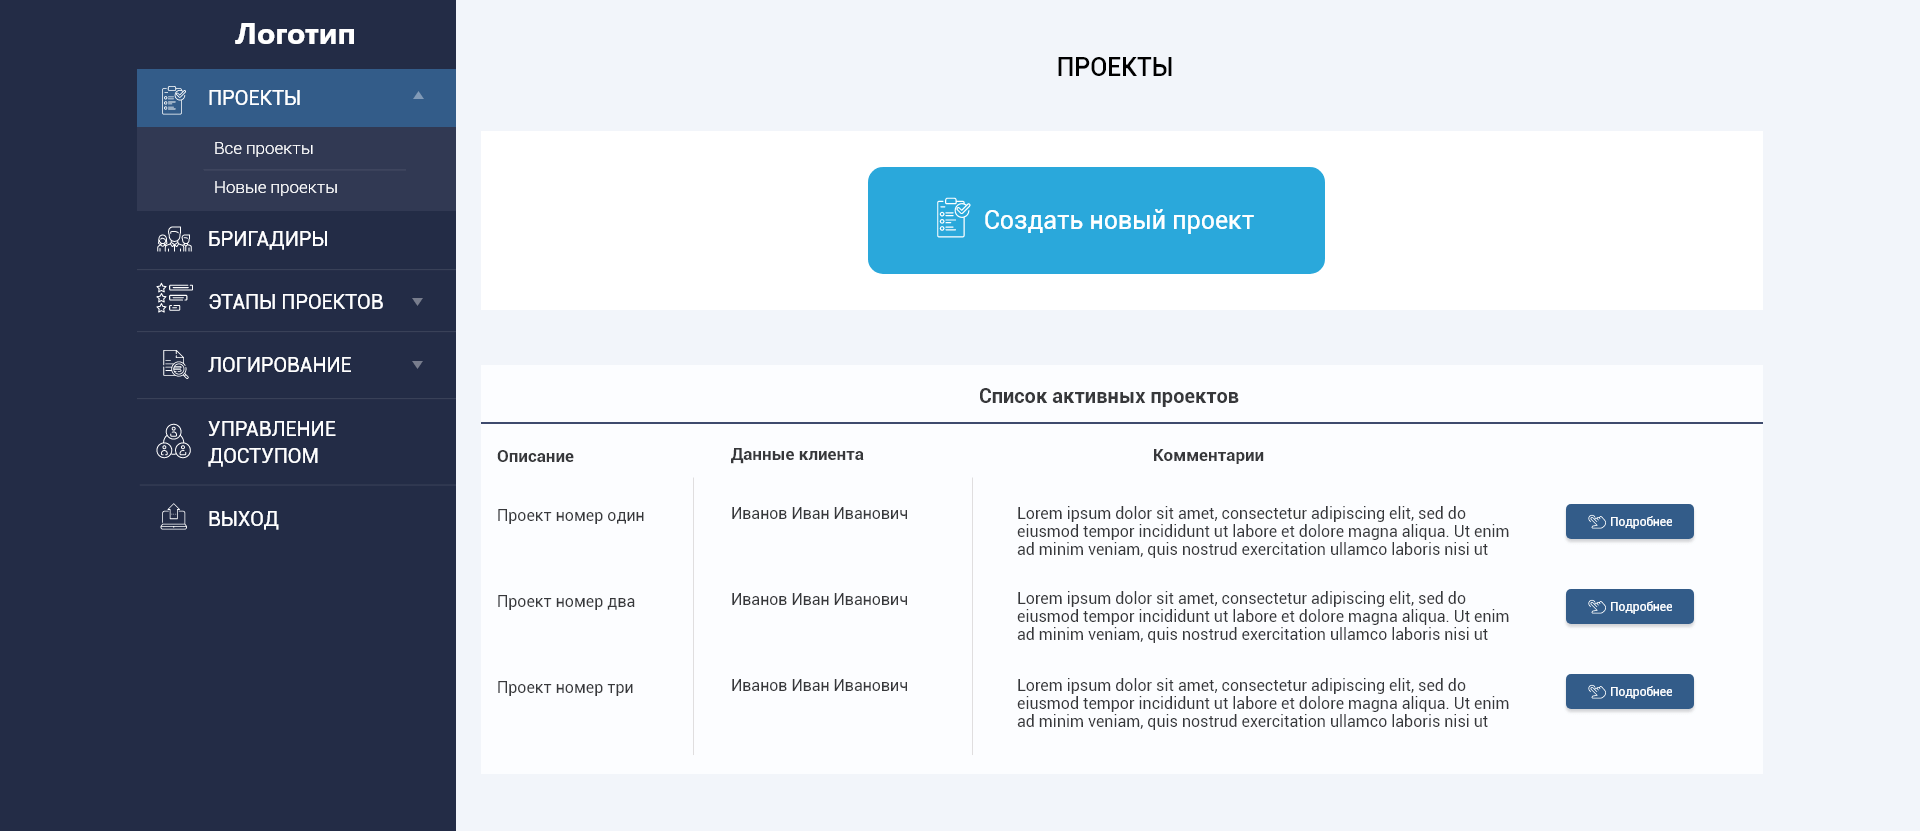 Логотип
ПРОЕКТЫ
Все проекты
Новые проекты
БРИГАДИРЫ
ЭТАПЫ ПРОЕКТОВ
ЛОГИРОВАНИЕ
УПРАВЛЕНИЕ
ДОСТУПОМ
ВЫХОД
ПРОЕКТЫ
Создать новый проект
Список активных проектов
Описание Данные клиента Комментарии
Проект номер один
Иванов Иван Иванович
Lorem ipsum dolor sit amet, consectetur adipiscing elit, sed do
eiusmod tempor incididunt ut labore et dolore magna aliqua. Ut enim
ad minim veniam, quis nostrud exercitation ullamco laboris nisi ut
Подробнее
Проект номер два
Иванов Иван Иванович
Lorem ipsum dolor sit amet, consectetur adipiscing elit, sed do
eiusmod tempor incididunt ut labore et dolore magna aliqua. Ut enim
ad minim veniam, quis nostrud exercitation ullamco laboris nisi ut
Подробнее
Проект номер три
Иванов Иван Иванович
Lorem ipsum dolor sit amet, consectetur adipiscing elit, sed do
eiusmod tempor incididunt ut labore et dolore magna aliqua. Ut enim
ad minim veniam, quis nostrud exercitation ullamco laboris nisi ut
Подробнее